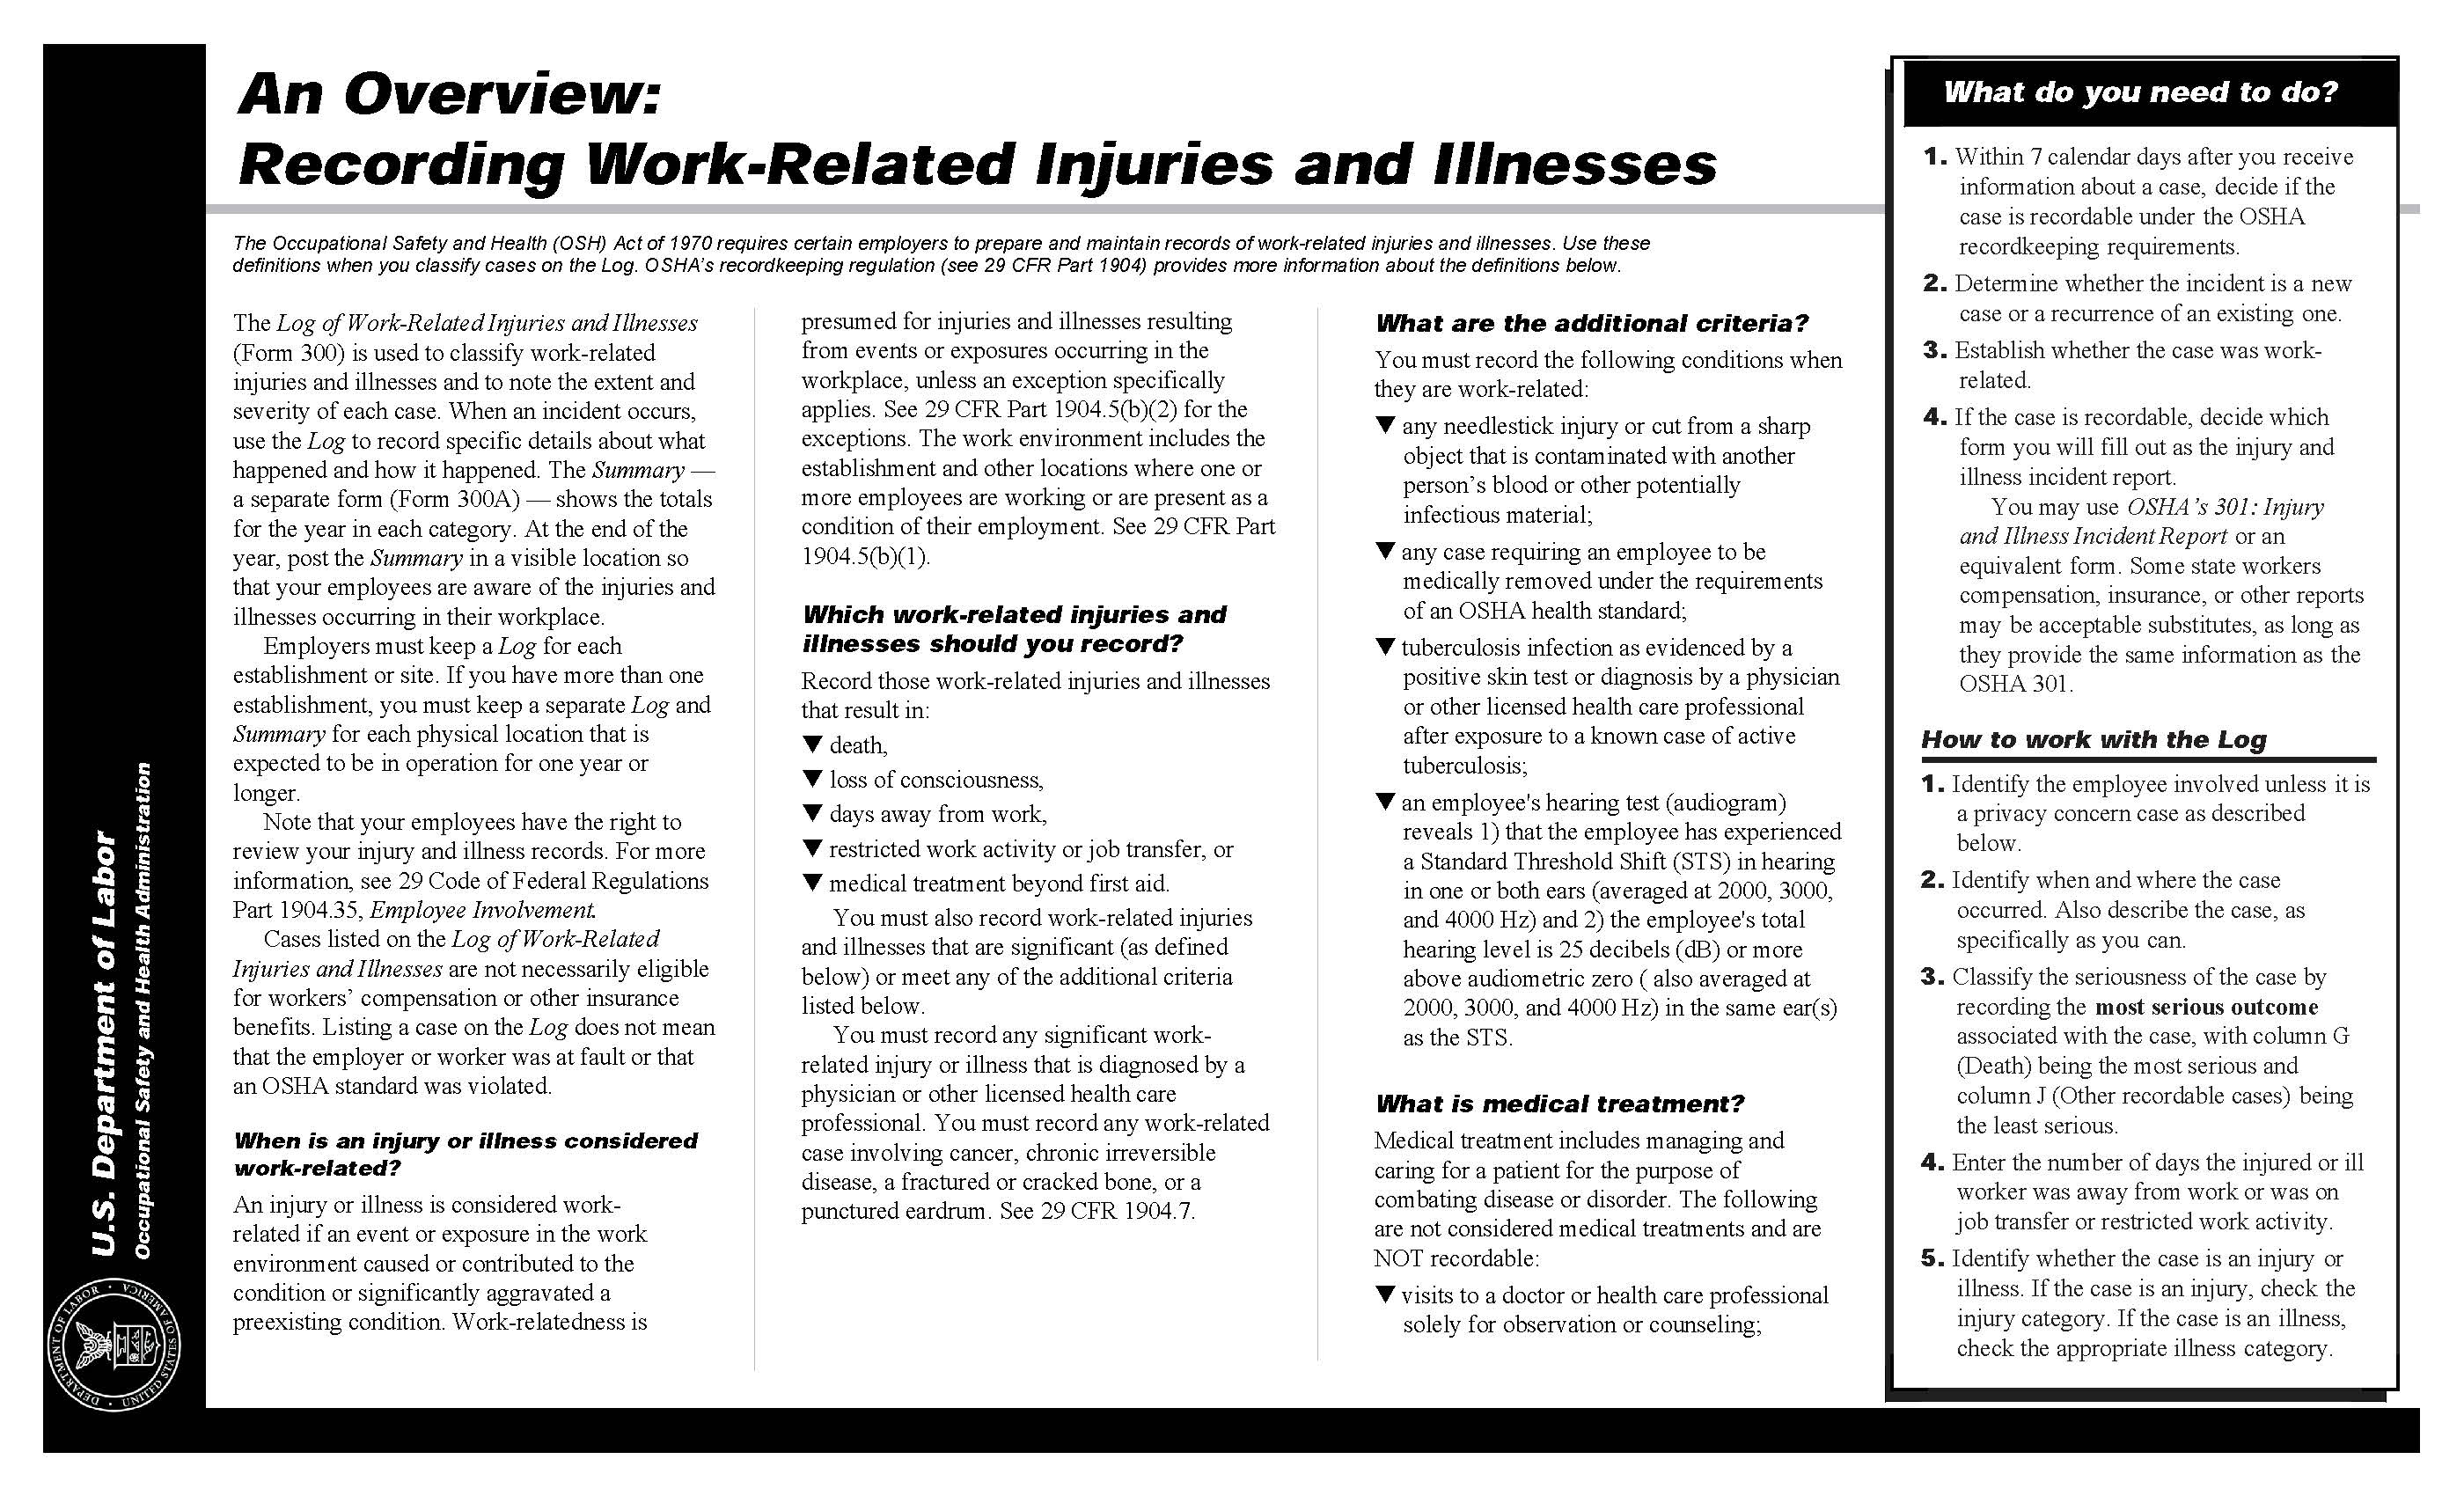 An Overview:
Recording Work-Related Injuries and Illnesses
The Occupational Safety and Health (OSH) Act of 1970 requires certain employers to prepare and maintain records of work-related injuries and illnesses. Use these
definitions when you classify cases on the Log. OSHA’s recordkeeping regulation (see 29 CFR Part 1904) provides more information about the definitions below.
The Log of Work-Related Injuries and Illnesses
(Form 300) is used to classify work-related
injuries and illnesses and to note the extent and
severity of each case. When an incident occurs,
use the Log to record specific details about what
happened and how it happened. The Summary —
a separate form (Form 300A) — shows the totals
for the year in each category. At the end of the
year, post the Summary in a visible location so
that your employees are aware of the injuries and
illnesses occurring in their workplace.
Employers must keep a Log for each
establishment or site. If you have more than one
establishment, you must keep a separate Log and
Summary for each physical location that is
expected to be in operation for one year or
longer.
Note that your employees have the right to
review your injury and illness records. For more
information, see 29 Code of Federal Regulations
Part 1904.35, Employee Involvement.
Cases listed on the Log of Work-Related
Injuries and Illnesses are not necessarily eligible
for workers’ compensation or other insurance
benefits. Listing a case on the Log does not mean
that the employer or worker was at fault or that
an OSHA standard was violated.
When is an injury or illness considered
work-related?
An injury or illness is considered work-
related if an event or exposure in the work
environment caused or contributed to the
condition or significantly aggravated a
preexisting condition. Work-relatedness is
presumed for injuries and illnesses resulting
from events or exposures occurring in the
workplace, unless an exception specifically
applies. See 29 CFR Part 1904.5(b)(2) for the
exceptions. The work environment includes the
establishment and other locations where one or
more employees are working or are present as a
condition of their employment. See 29 CFR Part
1904.5(b)(1).
Which work-related injuries and
illnesses should you record?
Record those work-related injuries and illnesses
that result in:
▼ death,
▼ loss of consciousness,
▼ days away from work,
▼ restricted work activity or job transfer, or
▼ medical treatment beyond first aid.
You must also record work-related injuries
and illnesses that are significant (as defined
below) or meet any of the additional criteria
listed below.
You must record any significant work-
related injury or illness that is diagnosed by a
physician or other licensed health care
professional. You must record any work-related
case involving cancer, chronic irreversible
disease, a fractured or cracked bone, or a
punctured eardrum. See 29 CFR 1904.7.
What are the additional criteria?
You must record the following conditions when
they are work-related:
▼ any needlestick injury or cut from a sharp
object that is contaminated with another
person’s blood or other potentially
infectious material;
▼ any case requiring an employee to be
medically removed under the requirements
of an OSHA health standard;
▼ tuberculosis infection as evidenced by a
positive skin test or diagnosis by a physician
or other licensed health care professional
after exposure to a known case of active
tuberculosis;
▼ an employee's hearing test (audiogram)
reveals 1) that the employee has experienced
a Standard Threshold Shift (STS) in hearing
in one or both ears (averaged at 2000, 3000,
and 4000 Hz) and 2) the employee's total
hearing level is 25 decibels (dB) or more
above audiometric zero ( also averaged at
2000, 3000, and 4000 Hz) in the same ear(s)
as the STS.
What is medical treatment?
Medical treatment includes managing and
caring for a patient for the purpose of
combating disease or disorder. The following
are not considered medical treatments and are
NOT recordable:
▼ visits to a doctor or health care professional
solely for observation or counseling;
What do you need to do?
1. Within 7 calendar days after you receive
information about a case, decide if the
case is recordable under the OSHA
recordkeeping requirements.
2. Determine whether the incident is a new
case or a recurrence of an existing one.
3. Establish whether the case was work-
related.
4. If the case is recordable, decide which
form you will fill out as the injury and
illness incident report.
You may use OSHA’s 301: Injury
and Illness Incident Report or an
equivalent form. Some state workers
compensation, insurance, or other reports
may be acceptable substitutes, as long as
they provide the same information as the
OSHA 301.
How to work with the Log
1. Identify the employee involved unless it is
a privacy concern case as described
below.
2. Identify when and where the case
occurred. Also describe the case, as
specifically as you can.
3. Classify the seriousness of the case by
recording the most serious outcome
associated with the case, with column G
(Death) being the most serious and
column J (Other recordable cases) being
the least serious.
4. Enter the number of days the injured or ill
worker was away from work or was on
job transfer or restricted work activity.
5. Identify whether the case is an injury or
illness. If the case is an injury, check the
injury category. If the case is an illness,
check the appropriate illness category.
U.S. Department of Labor
Occupational Safety and Health Administration
DEPARTMENT OF LABOR
UNITED STATES OF AMERICA